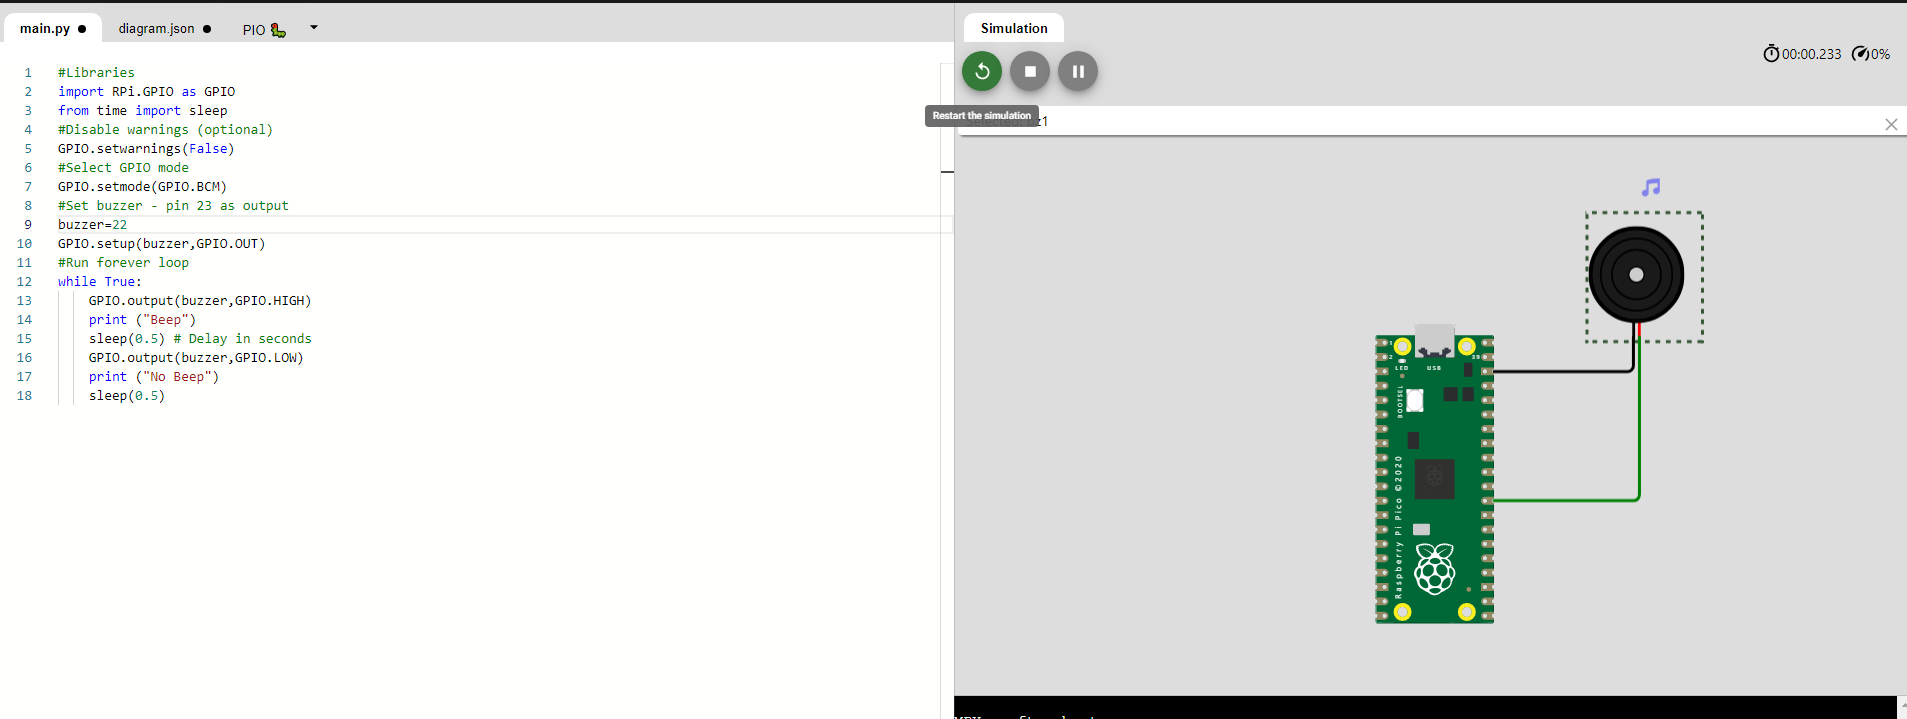 main.py ●
diagram.json ●
PIO
Simulation
00:00.233
0%
1 #Libraries
2 import RPi.GPIO as GPIO
3 from time import sleep
4 #Disable warnings (optional)
5 GPIO.setwarnings(False)
6 #Select GPIO mode
7 GPIO.setmode(GPIO.BCM)
8 #Set buzzer - pin 23 as output
9 buzzer=22
10 GPIO.setup(buzzer,GPIO.OUT)
11 #Run forever loop
12 while True:
13 GPIO.output(buzzer,GPIO.HIGH)
14 print ("Beep")
15 sleep(0.5) # Delay in seconds
16 GPIO.output(buzzer,GPIO.LOW)
17 print ("No Beep")
18 sleep(0.5)
Restart the simulation
z1
1
2
39
LED
USB
BOOTSEL
Raspberry Pi Pico ©2020